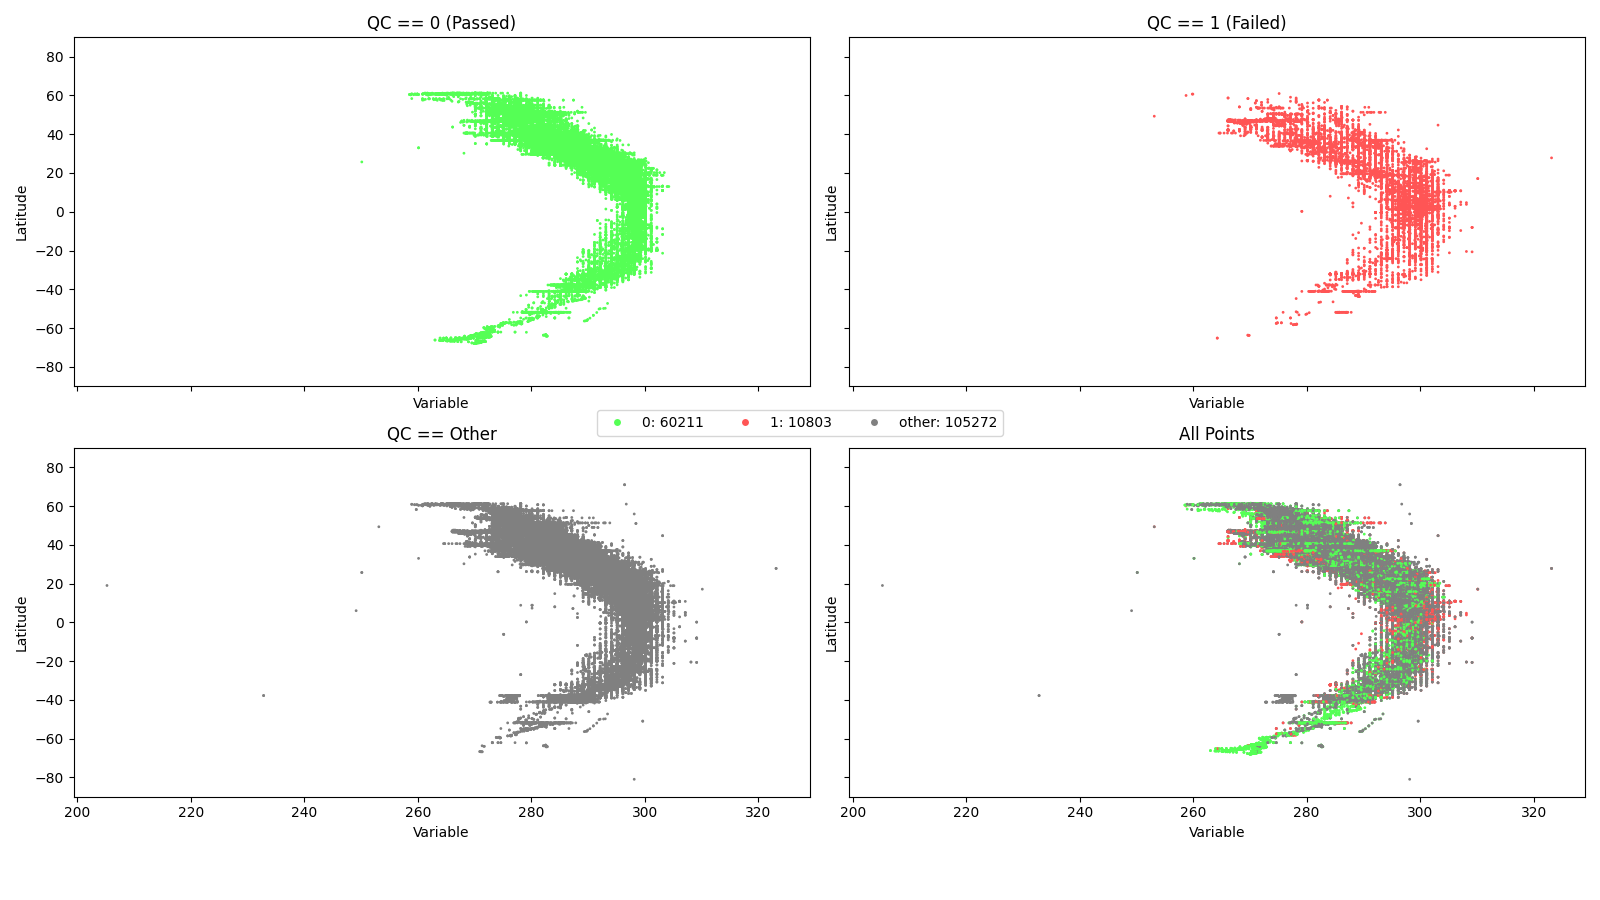 QC == 0 (Passed)
80
60
40
20
0
−20
−40
−60
−80
Latitude
Variable
QC == 1 (Failed)
Latitude
Variable
0: 60211 1: 10803 other: 105272
QC == Other
80
60
40
20
0
−20
−40
−60
−80
Latitude
200 220 240 260 280 300 320
Variable
All Points
Latitude
200 220 240 260 280 300 320
Variable